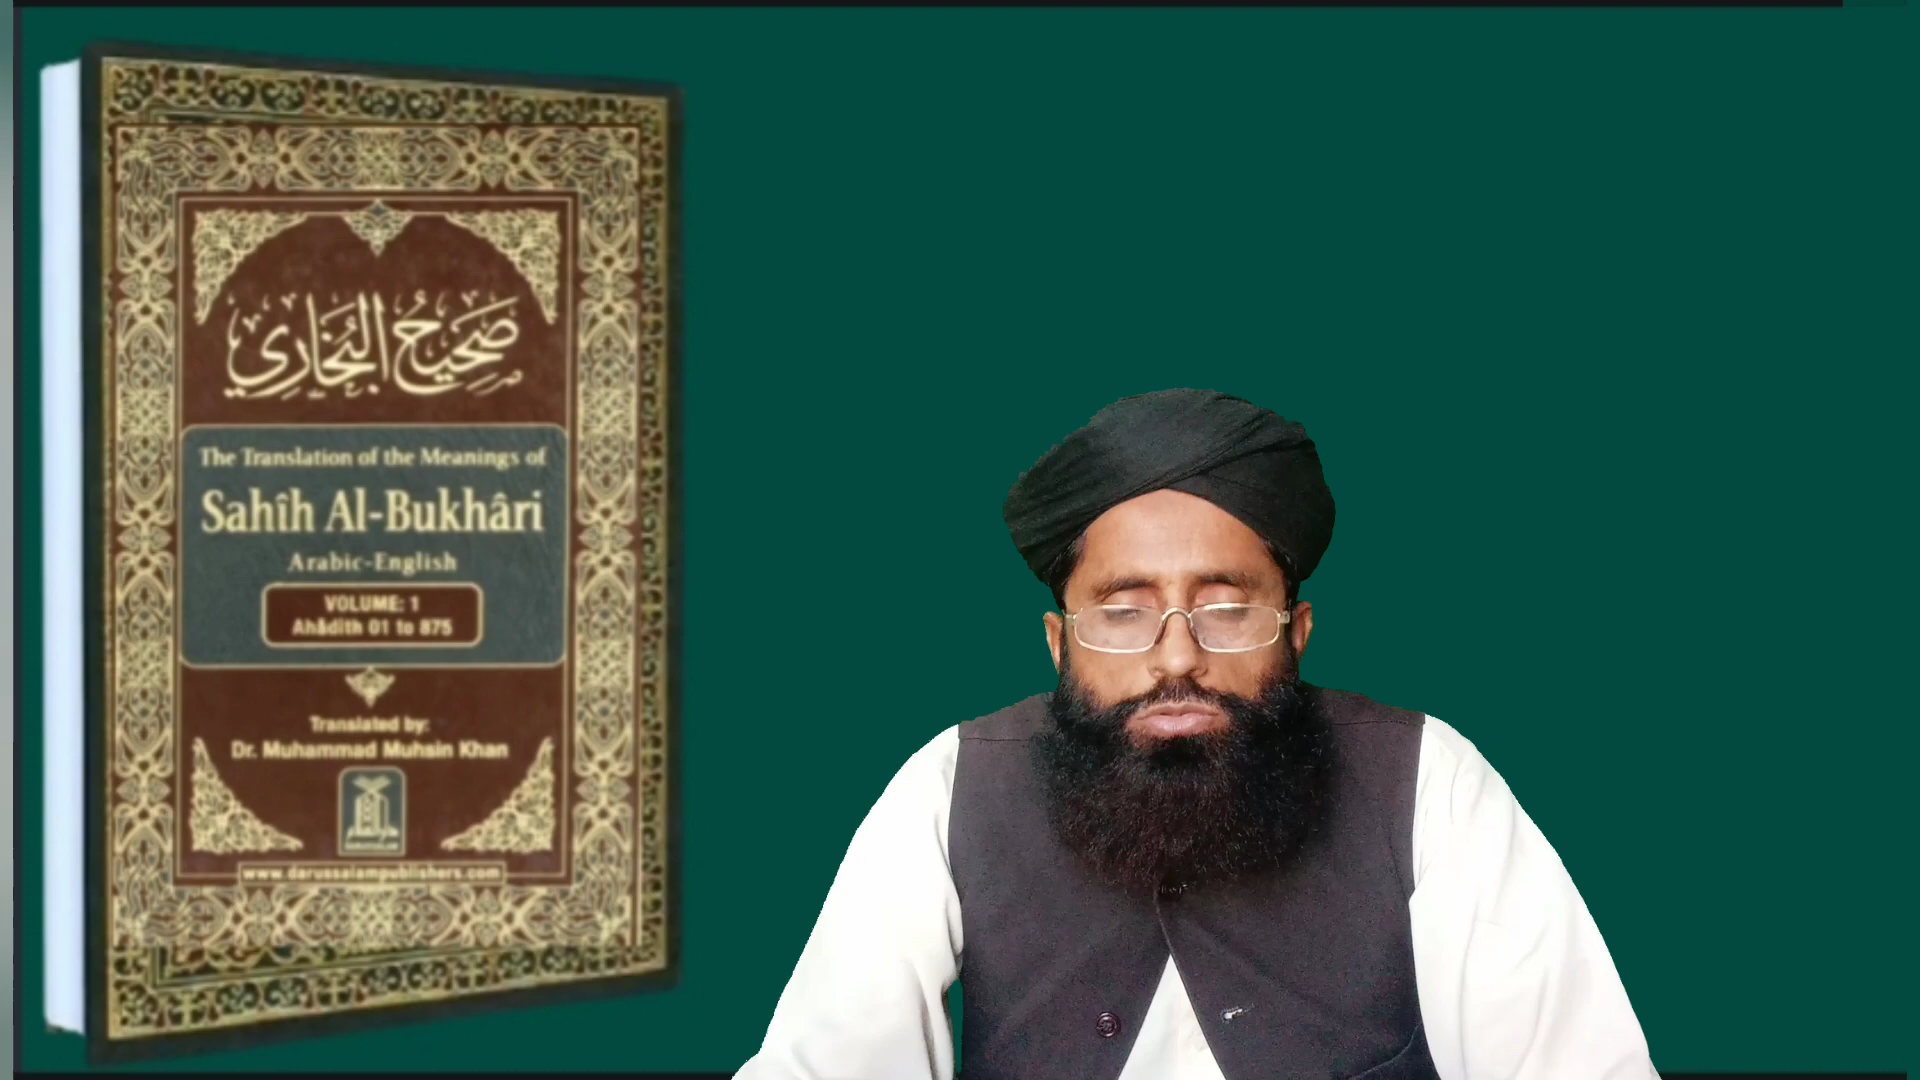 صَحِيحُ البُخَارِي
The Translation of the Meanings of
Sahîh Al-Bukhâri
Arabic-English
VOLUME: 1
Ahâdith 01 to 875
Translated by:
Dr. Muhammad Muhsin Khan
www.darussalampublishers.com